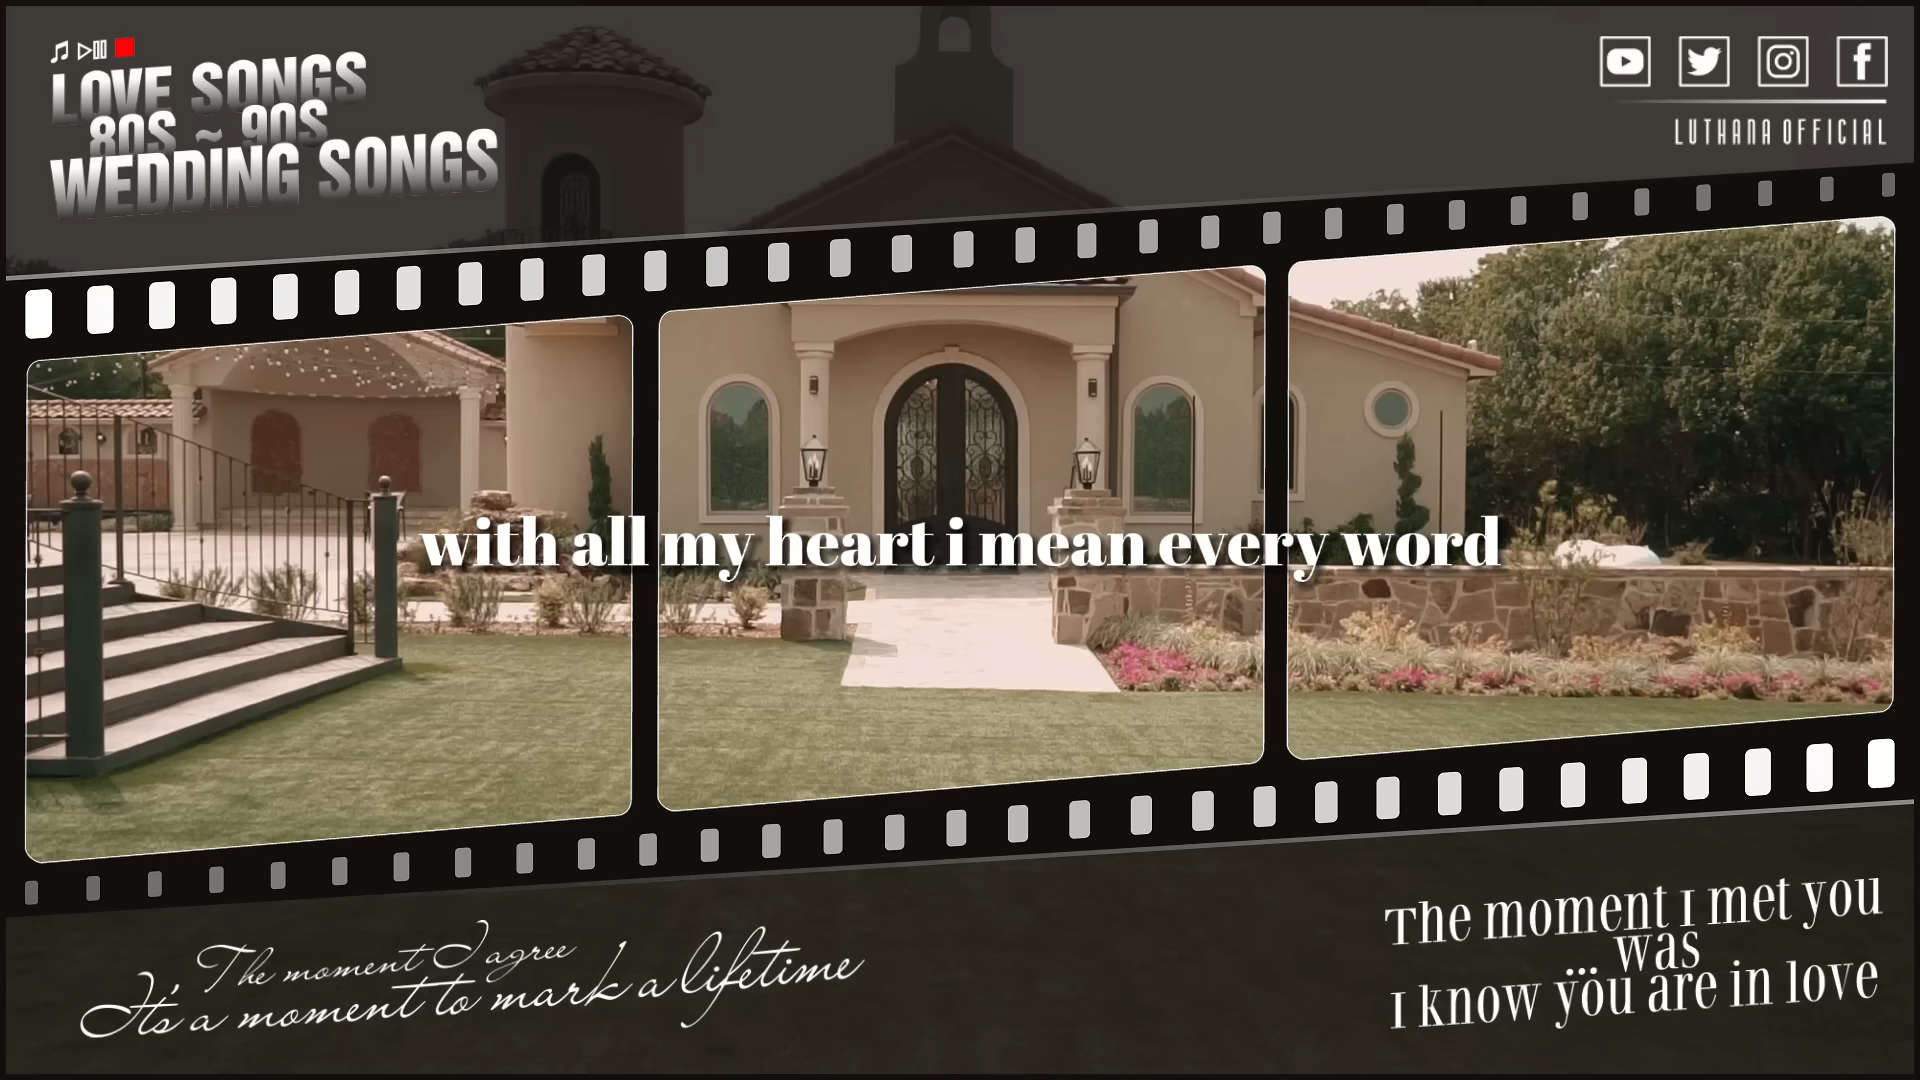 LOVE SONGS
80S ~ 90S
WEDDING SONGS
LUTHANA OFFICIAL
with all my heart i mean every word
The moment I agree
It's a moment to mark a lifetime
The moment I met you
was
I know you are in love